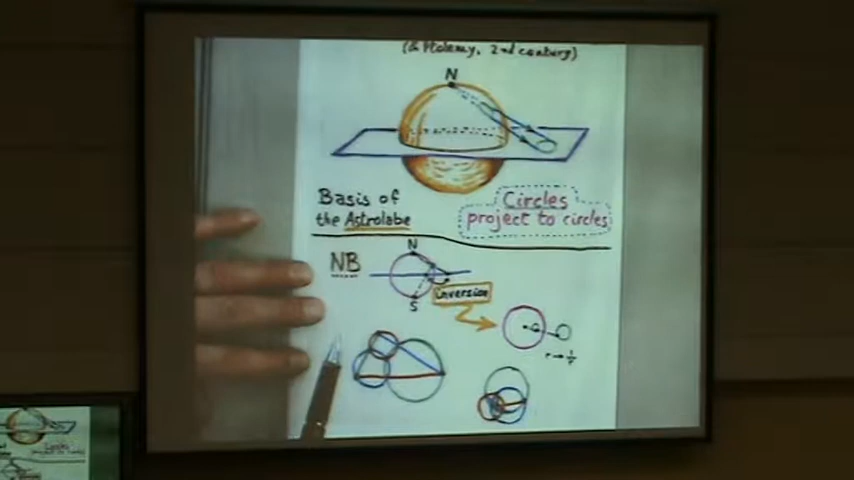 (& Ptolemy, 2nd century)
N
Basis of
the Astrolabe
Circles
project to circles
NB
N
S
inversion
r → 1/r